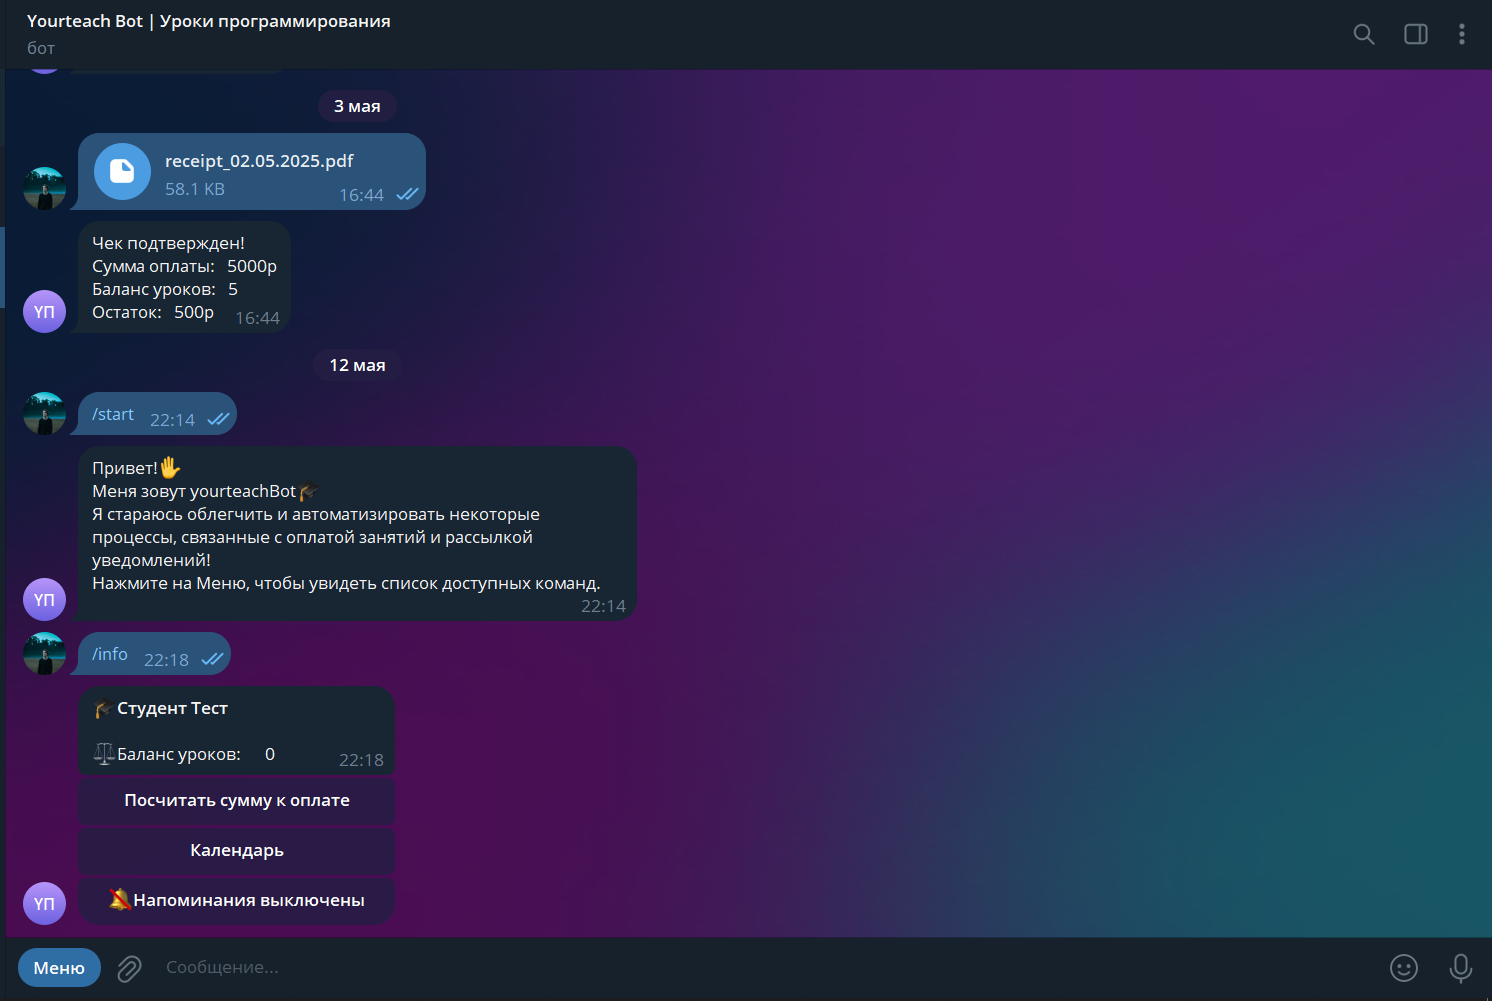 Yourteach Bot | Уроки программирования
бот
3 мая
receipt_02.05.2025.pdf
58.1 KB
16:44
Чек подтвержден!
Сумма оплаты: 5000р
Баланс уроков: 5
Остаток: 500р
16:44
YП
12 мая
/start
22:14
Привет!✋
Меня зовут yourteachBot🎓
Я стараюсь облегчить и автоматизировать некоторые
процессы, связанные с оплатой занятий и рассылкой
уведомлений!
Нажмите на Меню, чтобы увидеть список доступных команд.
22:14
YП
/info
22:18
🎓Студент Тест
⚖Баланс уроков: 0
22:18
Посчитать сумму к оплате
Календарь
🔕Напоминания выключены
YП
Меню
Сообщение...